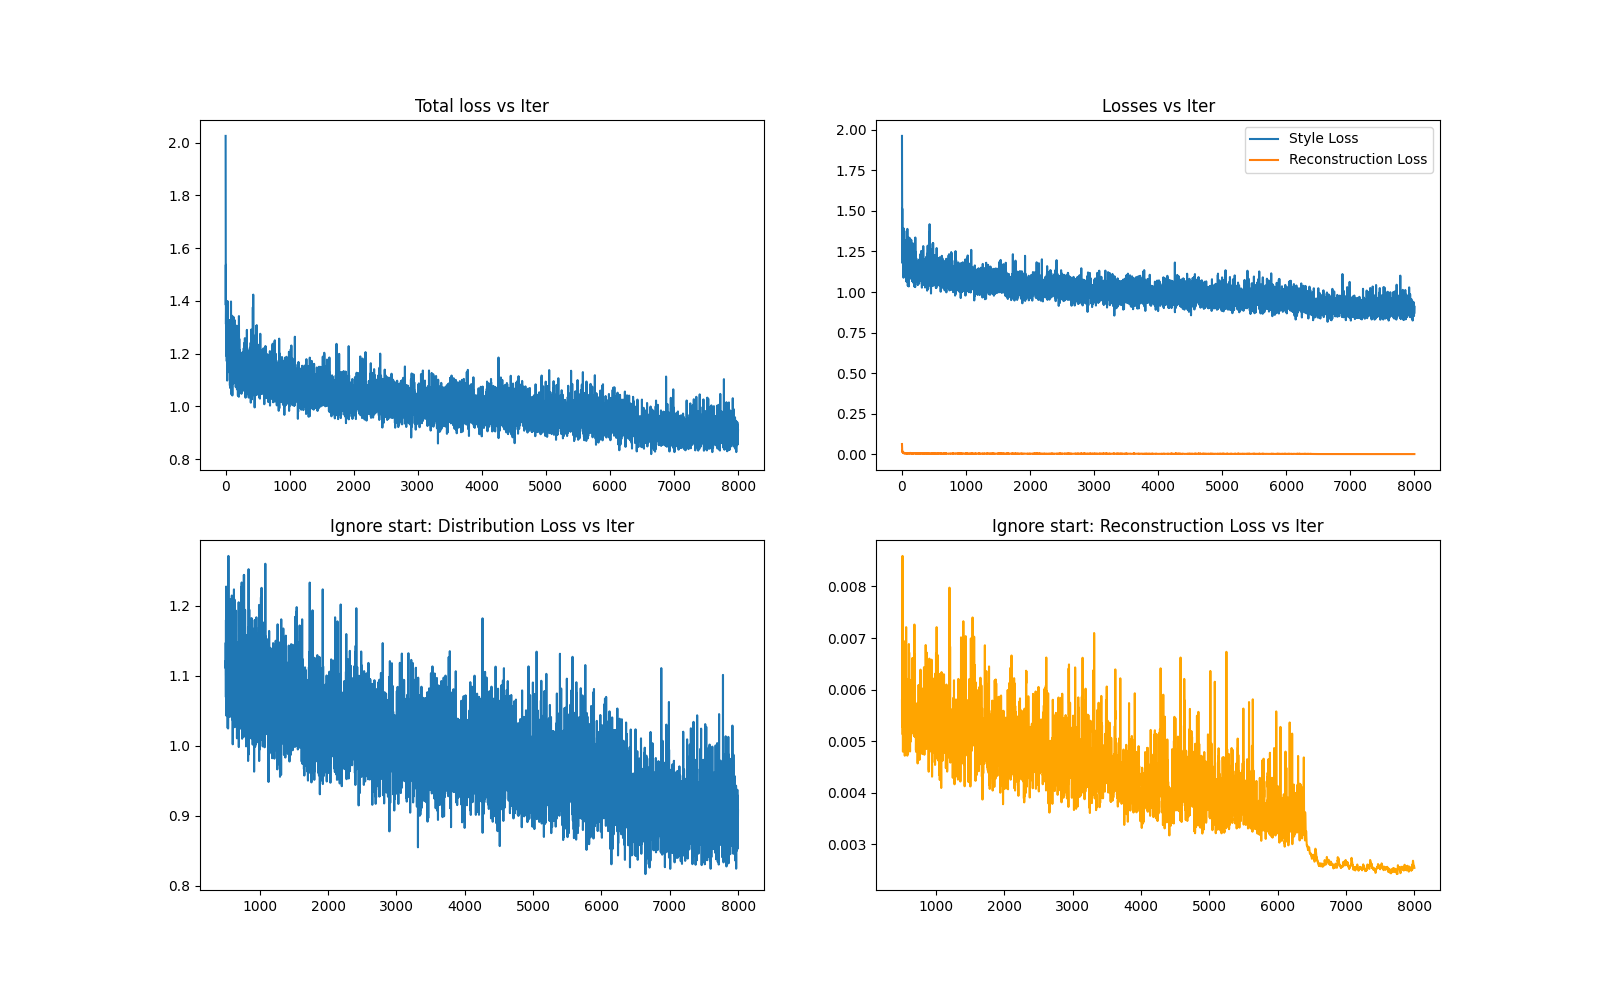 Total loss vs Iter
2.0
1.8
1.6
1.4
1.2
1.0
0.8
0 1000 2000 3000 4000 5000 6000 7000 8000
Losses vs Iter
Style Loss
Reconstruction Loss
2.00
1.75
1.50
1.25
1.00
0.75
0.50
0.25
0.00
0 1000 2000 3000 4000 5000 6000 7000 8000
Ignore start: Distribution Loss vs Iter
1.2
1.1
1.0
0.9
0.8
1000 2000 3000 4000 5000 6000 7000 8000
Ignore start: Reconstruction Loss vs Iter
0.008
0.007
0.006
0.005
0.004
0.003
1000 2000 3000 4000 5000 6000 7000 8000